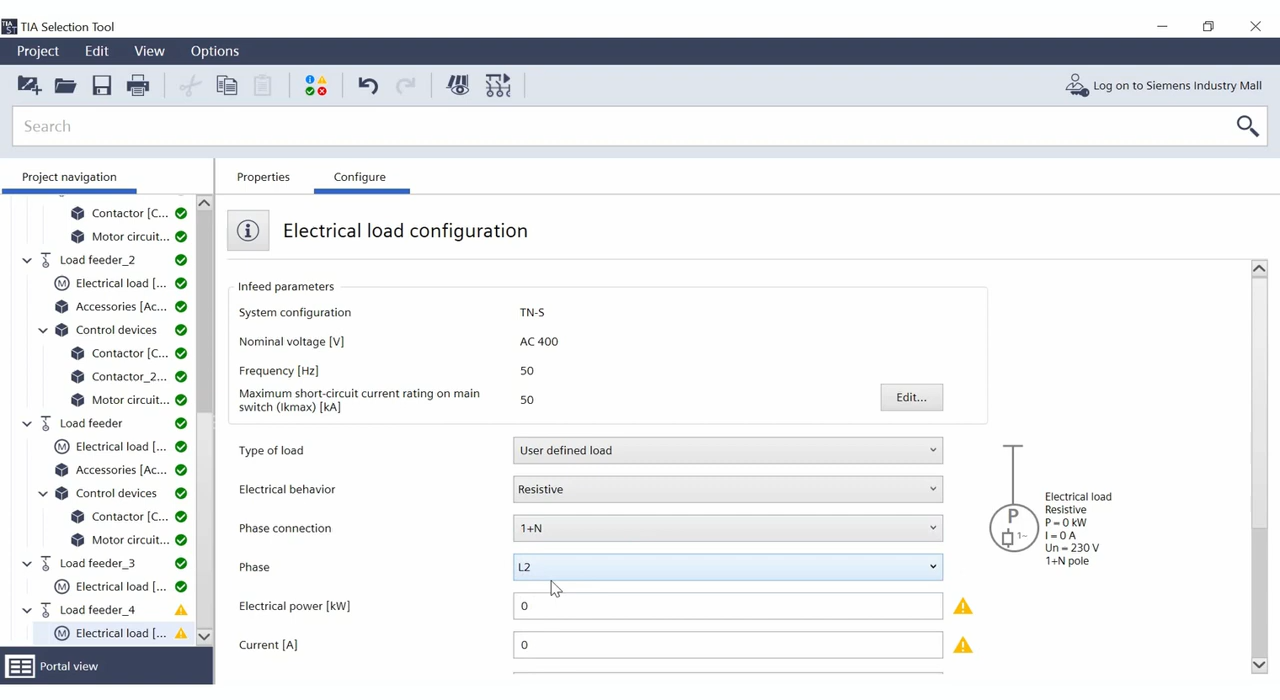 TIA Selection Tool
Project Edit View Options
Log on to Siemens Industry Mall
Search
Project navigation
Properties
Configure
Contactor [C...
Motor circuit...
Load feeder_2
Electrical load [...
Accessories [Ac...
Control devices
Contactor [C...
Contactor_2...
Motor circuit...
Load feeder
Electrical load [...
Accessories [Ac...
Control devices
Contactor [C...
Motor circuit...
Load feeder_3
Electrical load [...
Load feeder_4
Electrical load [...
Portal view
Electrical load configuration
Infeed parameters
System configuration TN-S
Nominal voltage [V] AC 400
Frequency [Hz] 50
Maximum short-circuit current rating on main
switch (Ikmax) [kA] 50
Edit...
Type of load User defined load
Electrical behavior Resistive
Phase connection 1+N
Phase L2
Electrical power [kW] 0
Current [A] 0
P
1~
Electrical load
Resistive
P = 0 kW
I = 0 A
Un = 230 V
1+N pole